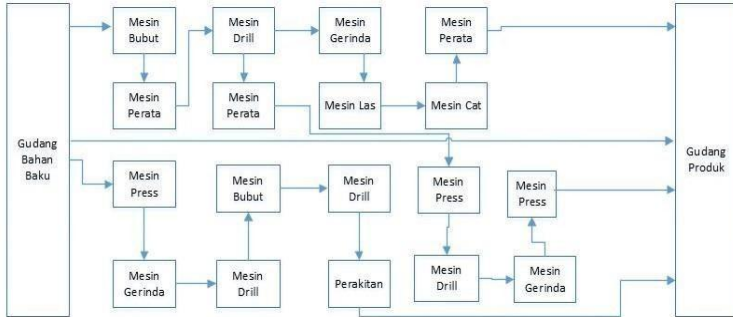 Gudang
Bahan
Baku
Mesin
Bubut
Mesin
Drill
Mesin
Gerinda
Mesin
Perata
Mesin
Perata
Mesin
Perata
Mesin Las
Mesin Cat
Gudang
Produk
Mesin
Press
Mesin
Bubut
Mesin
Drill
Mesin
Press
Mesin
Press
Mesin
Gerinda
Mesin
Drill
Perakitan
Mesin
Drill
Mesin
Gerinda